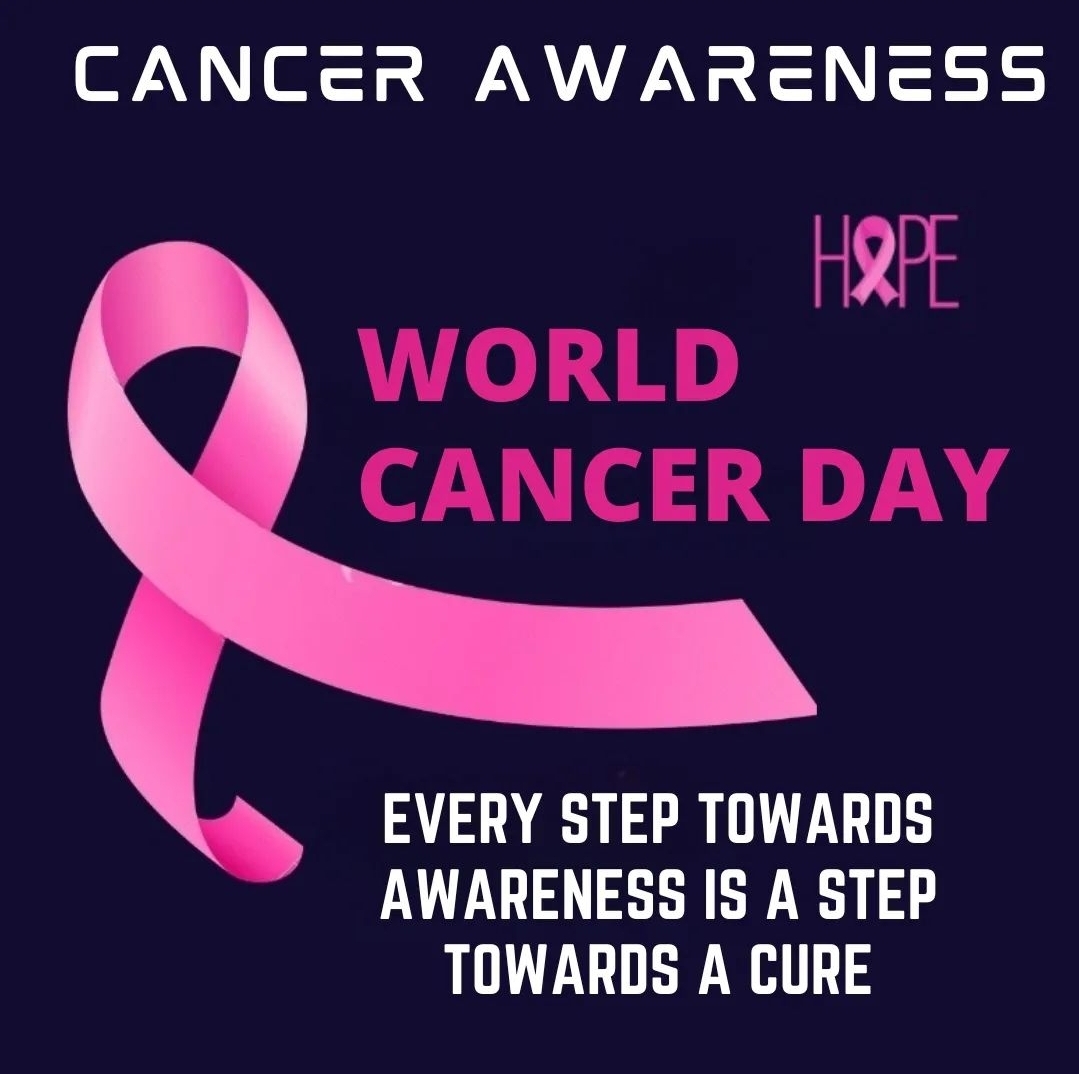 CANCER AWARENESS
HOPE
WORLD
CANCER DAY
EVERY STEP TOWARDS
AWARENESS IS A STEP
TOWARDS A CURE